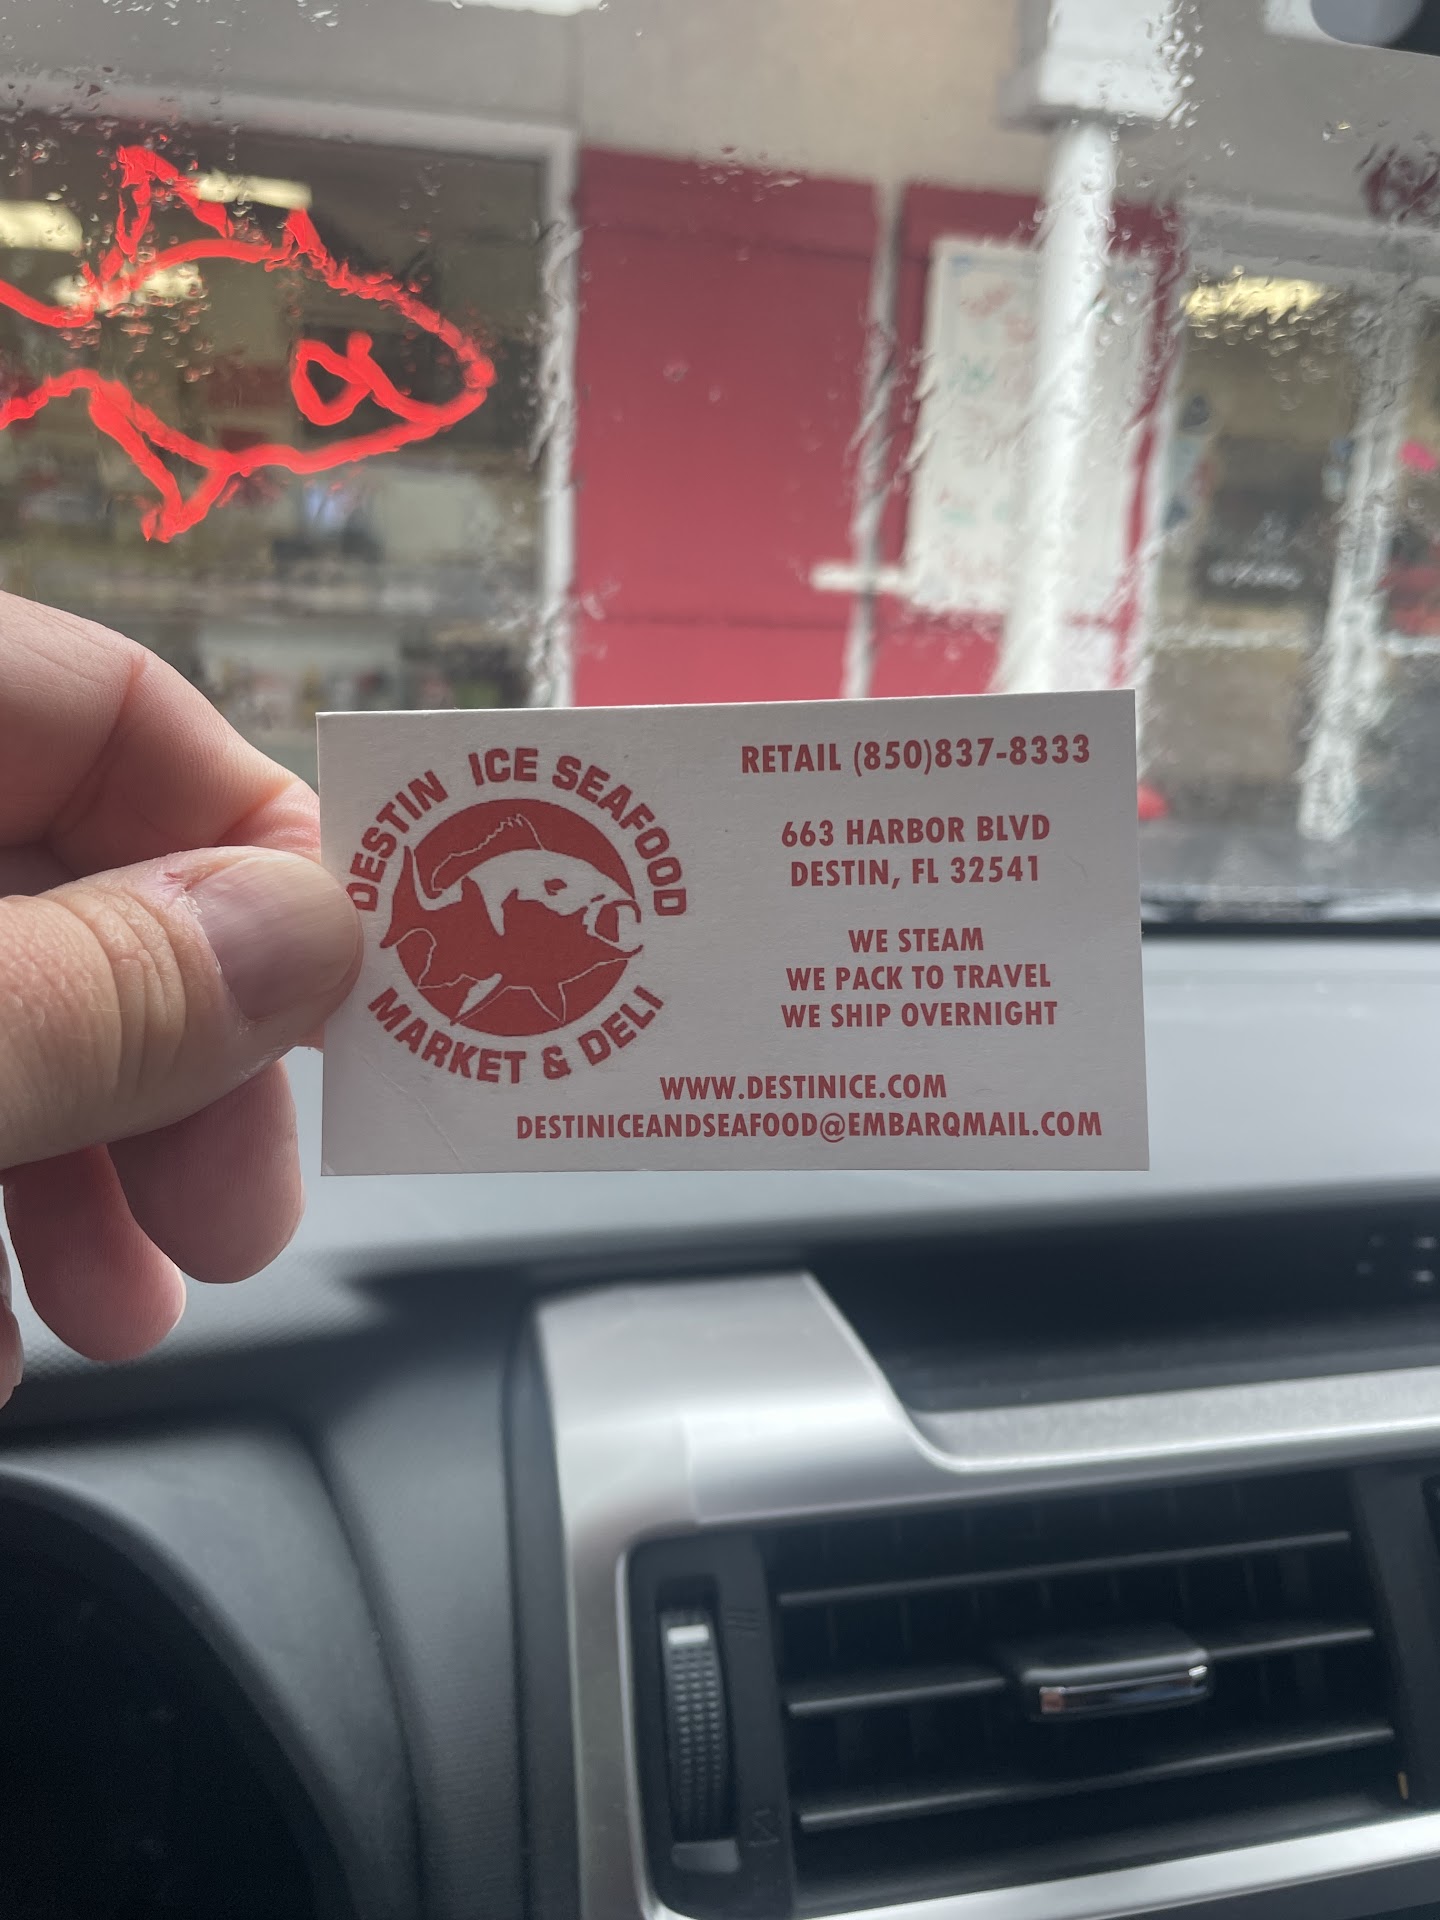 DESTIN ICE SEAFOOD
MARKET & DELI
RETAIL (850)837-8333
663 HARBOR BLVD
DESTIN, FL 32541
WE STEAM
WE PACK TO TRAVEL
WE SHIP OVERNIGHT
WWW.DESTINICE.COM
DESTINICEANDSEAFOOD@EMBARQMAIL.COM